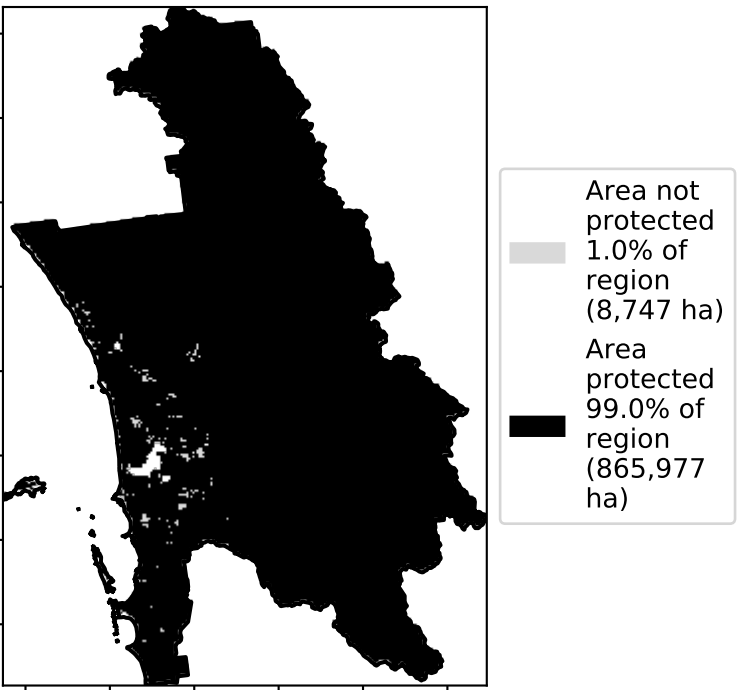 Area not
protected
1.0% of
region
(8,747 ha)
Area
protected
99.0% of
region
(865,977
ha)